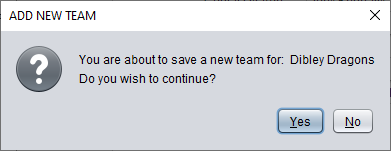 ADD NEW TEAM
You are about to save a new team for:  Dibley Dragons
Do you wish to continue?
Yes No